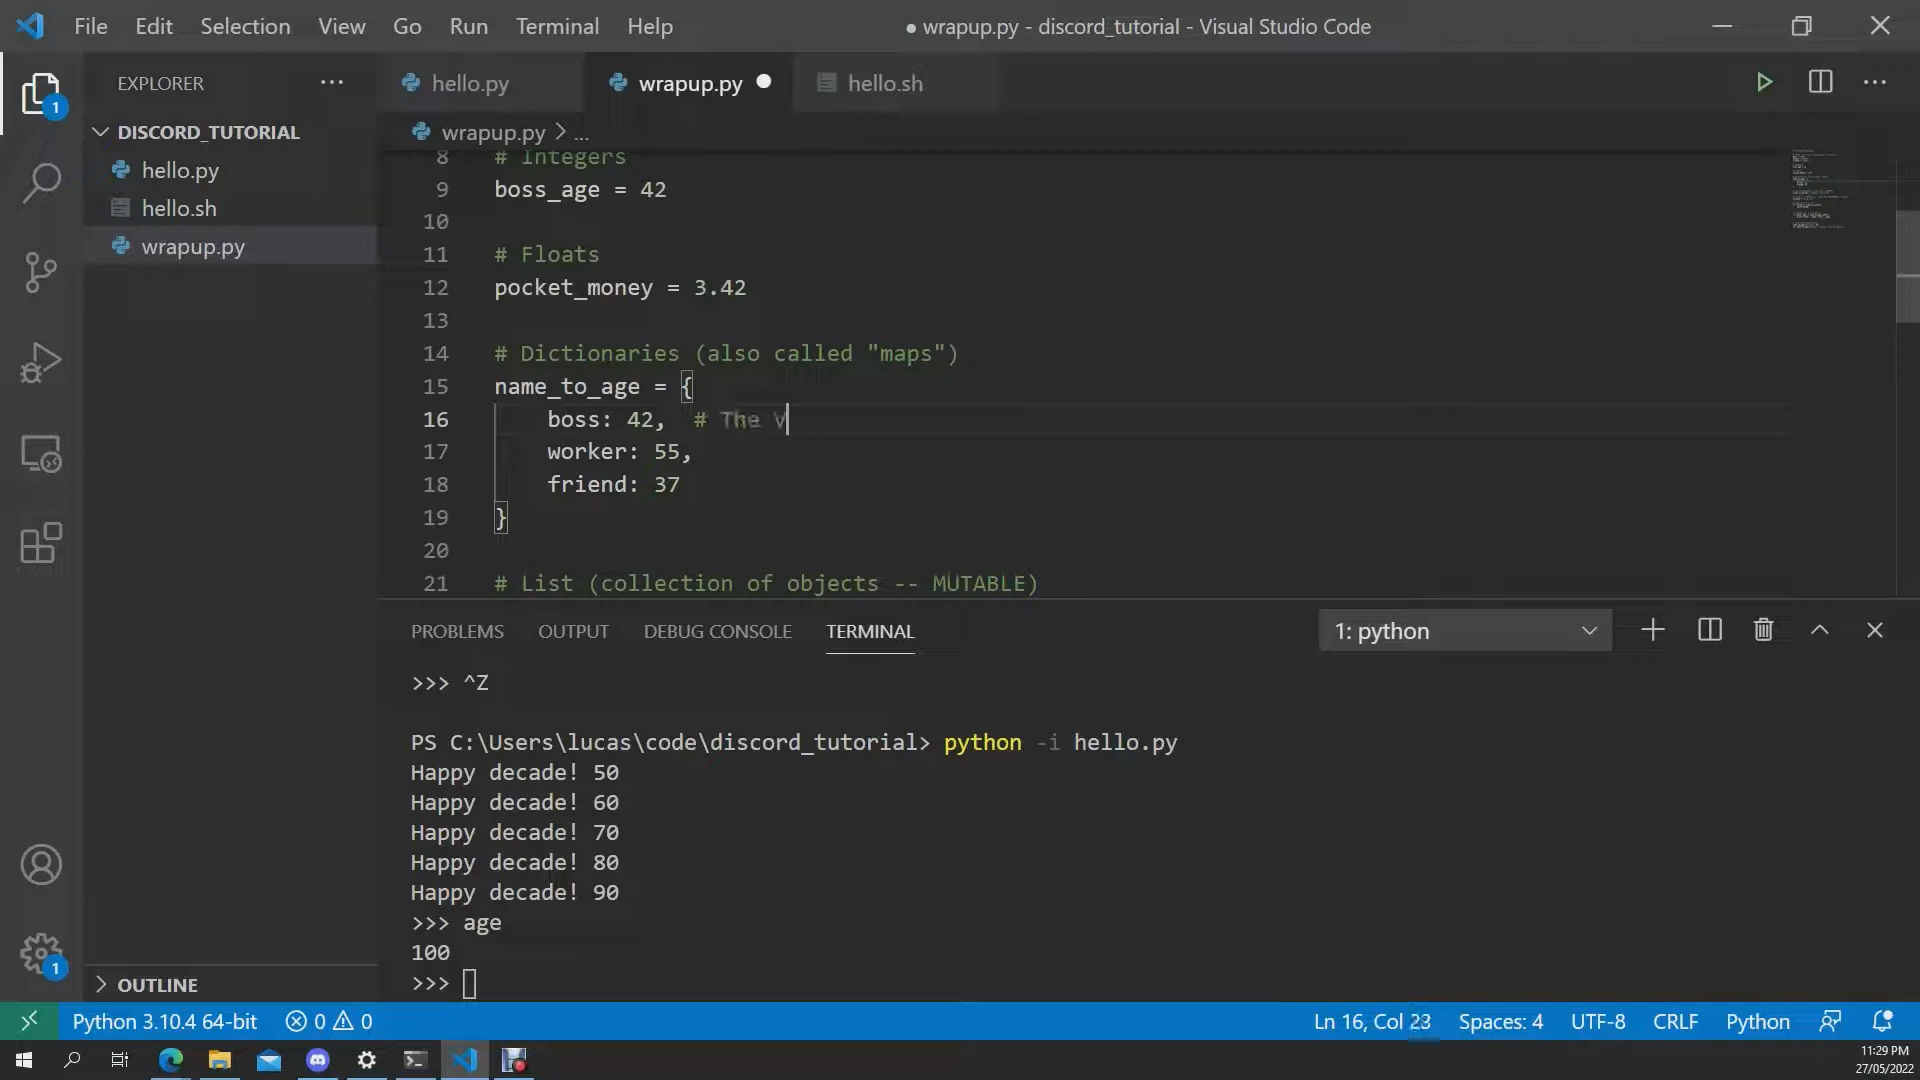 File Edit Selection View Go Run Terminal Help
● wrapup.py - discord_tutorial - Visual Studio Code
EXPLORER
hello.py
wrapup.py
hello.sh
1
DISCORD_TUTORIAL
hello.py
hello.sh
wrapup.py
wrapup.py > ...
8 # Integers
9 boss_age = 42
10
11 # Floats
12 pocket_money = 3.42
13
14 # Dictionaries (also called "maps")
15 name_to_age = {
16 boss: 42, # The V
17 worker: 55,
18 friend: 37
19 }
20
21 # List (collection of objects -- MUTABLE)
PROBLEMS OUTPUT DEBUG CONSOLE TERMINAL
1: python
>>> ^Z
PS C:\Users\lucas\code\discord_tutorial> python -i hello.py
Happy decade! 50
Happy decade! 60
Happy decade! 70
Happy decade! 80
Happy decade! 90
>>> age
100
>>>
1
OUTLINE
Python 3.10.4 64-bit 0 0
Ln 16, Col 23 Spaces: 4 UTF-8 CRLF Python
11:29 PM
27/05/2022